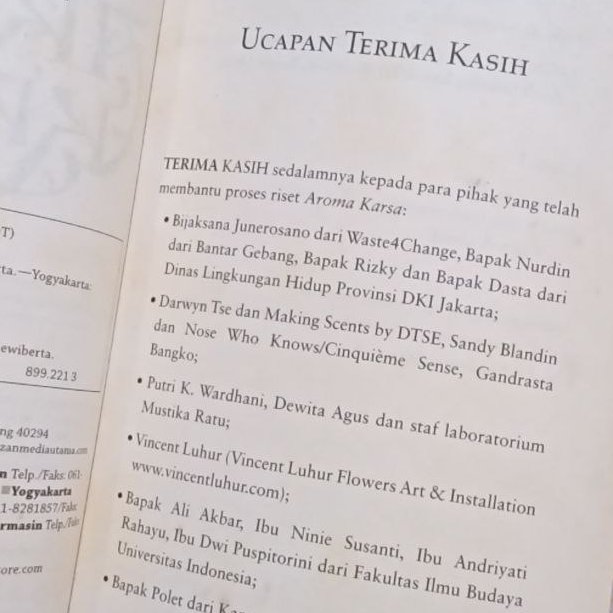 T)
ta.—Yogyakarta:
ewiberta.
899.2213
ng 40294
zanmediautama.com
n Telp./Faks: 061-
Yogyakarta
1-8281857/Faks
rmasin Telp./Faks
ore.com
UCAPAN TERIMA KASIH
TERIMA KASIH sedalamnya kepada para pihak yang telah
membantu proses riset Aroma Karsa:
• Bijaksana Junerosano dari Waste4Change, Bapak Nurdin
dari Bantar Gebang, Bapak Rizky dan Bapak Dasta dari
Dinas Lingkungan Hidup Provinsi DKI Jakarta;
• Darwyn Tse dan Making Scents by DTSE, Sandy Blandin
dan Nose Who Knows/Cinquième Sense, Gandrasta
Bangko;
• Putri K. Wardhani, Dewita Agus dan staf laboratorium
Mustika Ratu;
• Vincent Luhur (Vincent Luhur Flowers Art & Installation
www.vincentluhur.com);
• Bapak Ali Akbar, Ibu Ninie Susanti, Ibu Andriyati
Rahayu, Ibu Dwi Puspitorini dari Fakultas Ilmu Budaya
Universitas Indonesia;
• Bapak Polet dari